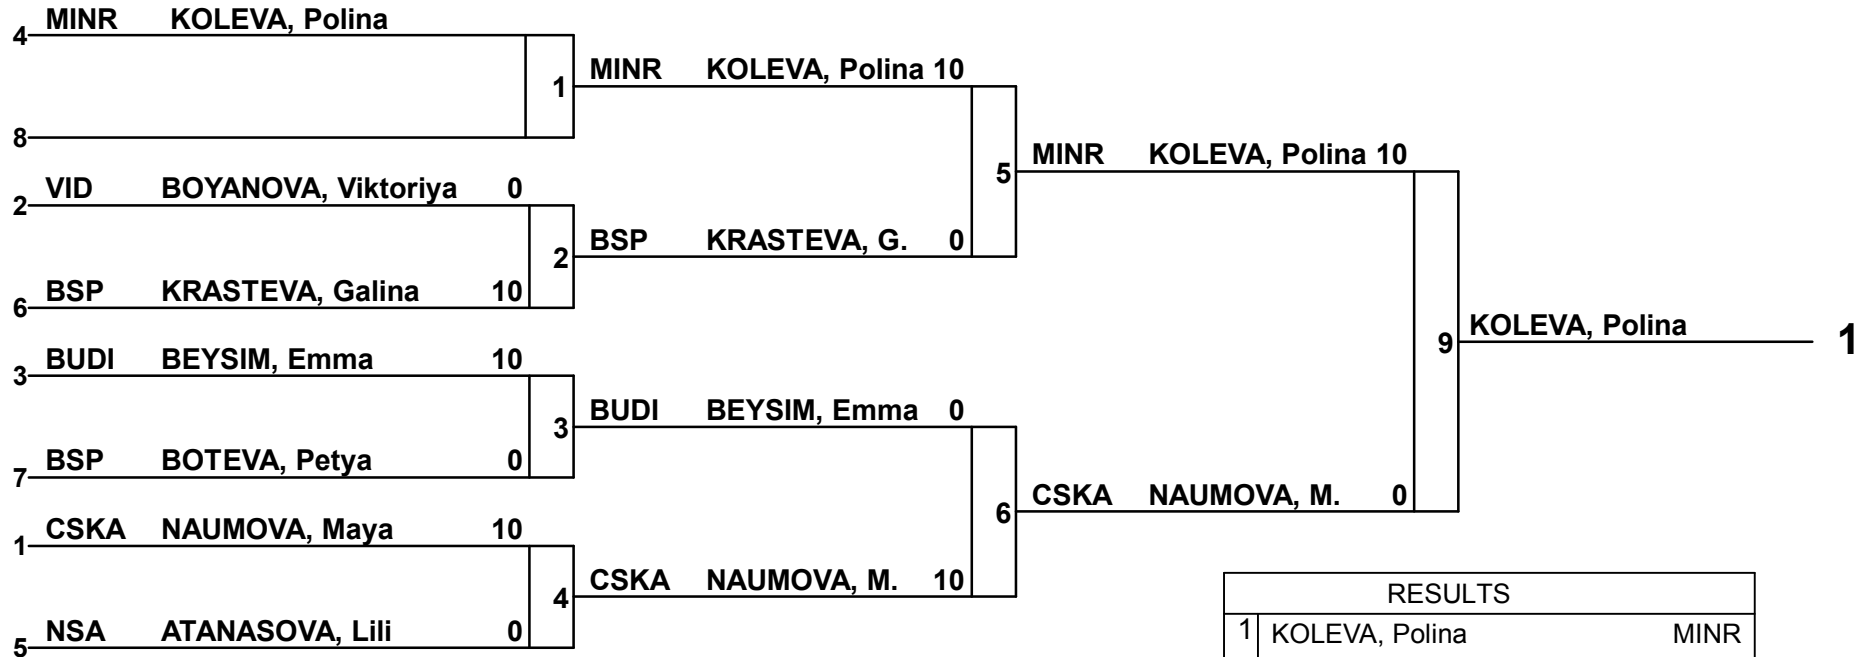 4 MINR KOLEVA, Polina
1 MINR KOLEVA, Polina 10
8
5 MINR KOLEVA, Polina 10
2 VID BOYANOVA, Viktoriya 0
2 BSP KRASTEVA, G. 0
6 BSP KRASTEVA, Galina 10
9 KOLEVA, Polina 1
3 BUDI BEYSIM, Emma 10
3 BUDI BEYSIM, Emma 0
7 BSP BOTEVA, Petya 0
6 CSKA NAUMOVA, M. 0
1 CSKA NAUMOVA, Maya 10
4 CSKA NAUMOVA, M. 10
5 NSA ATANASOVA, Lili 0
RESULTS
1 KOLEVA, Polina MINR